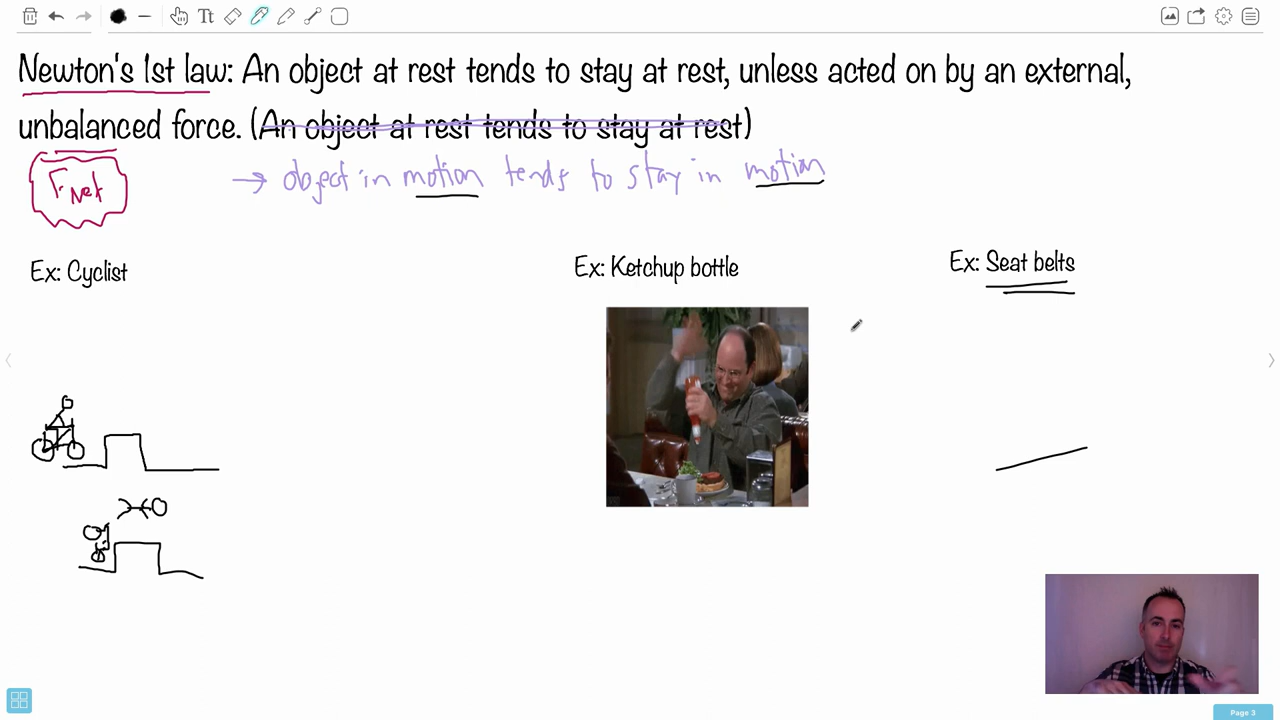 Tt
Newton's 1st law: An object at rest tends to stay at rest, unless acted on by an external,
unbalanced force. (An object at rest tends to stay at rest)
FNet
→ object in motion tends to stay in motion
Ex: Cyclist
Ex: Ketchup bottle
Ex: Seat belts
Page 3